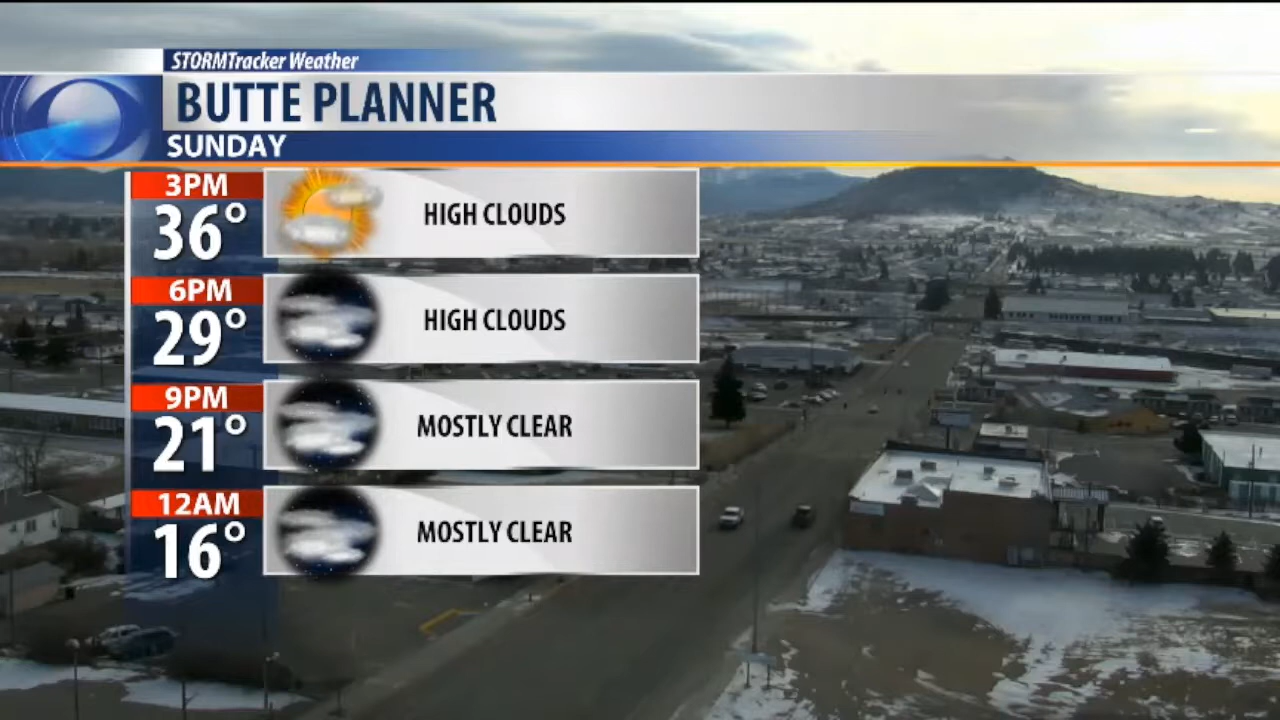 STORMTracker Weather
BUTTE PLANNER
SUNDAY
3PM
36°
HIGH CLOUDS
6PM
29°
HIGH CLOUDS
9PM
21°
MOSTLY CLEAR
12AM
16°
MOSTLY CLEAR